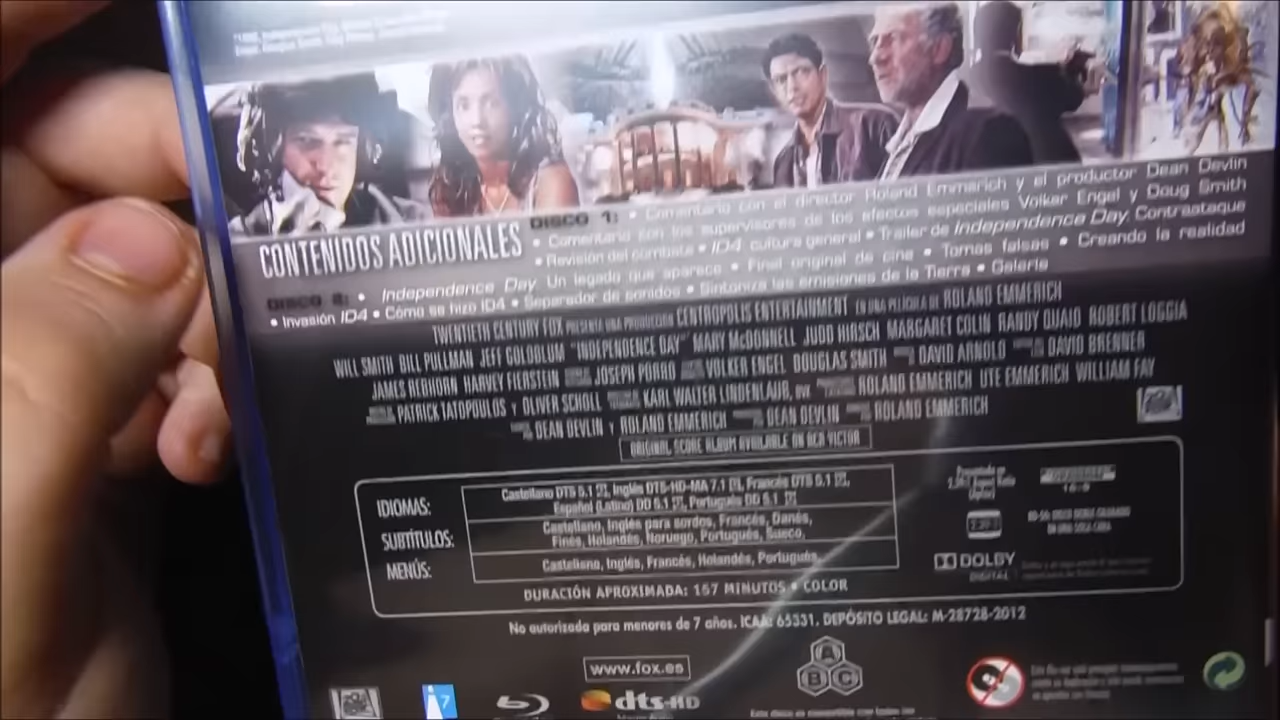 CONTENIDOS ADICIONALES DISCO 1: • Comentario con el director Roland Emmerich y el productor Dean Devlin
• Comentario con los supervisores de los efectos especiales Volker Engel y Doug Smith
• Revisión del combate • ID4 cultura general • Trailer de Independence Day. Contraataque
DISCO 2: • Independence Day. Un legado que aparece • Final original de cine • Tomas falsas • Creando la realidad
• Invasión ID4 • Cómo se hizo ID4 • Separador de sonidos • Sintoniza las emisiones de la Tierra • Galería
TWENTIETH CENTURY FOX PRESENTA UNA PRODUCCIÓN CENTROPOLIS ENTERTAINMENT EN UNA PELÍCULA DE ROLAND EMMERICH
WILL SMITH BILL PULLMAN JEFF GOLDBLUM "INDEPENDENCE DAY" MARY McDONNELL JUDD HIRSCH MARGARET COLIN RANDY QUAID ROBERT LOGGIA
JAMES REBHORN HARVEY FIERSTEIN JOSEPH PORRO VOLKER ENGEL DOUGLAS SMITH DAVID ARNOLD DAVID BRENNER
PATRICK TATOPOULOS Y OLIVER SCHOLL KARL WALTER LINDENLAUB, BVK ROLAND EMMERICH UTE EMMERICH WILLIAM FAY
DEAN DEVLIN Y ROLAND EMMERICH DEAN DEVLIN ROLAND EMMERICH
ORIGINAL SCORE ALBUM AVAILABLE ON RCA VICTOR
IDIOMAS: Castellano DTS 5.1, Inglés DTS-HD-MA 7.1, Francés DTS 5.1,
Español (Latino) DD 5.1, Portugués DD 5.1
SUBTÍTULOS: Castellano, Inglés para sordos, Francés, Danés,
Finés, Holandés, Noruego, Portugués, Sueco.
MENÚS: Castellano, Inglés, Francés, Holandés, Portugués.
16:9
DOLBY
DIGITAL
DURACIÓN APROXIMADA: 157 MINUTOS • COLOR
No autorizada para menores de 7 años. ICAA: 65331. DEPÓSITO LEGAL: M-28728-2012
www.fox.es
A
B C
7
dts-HD